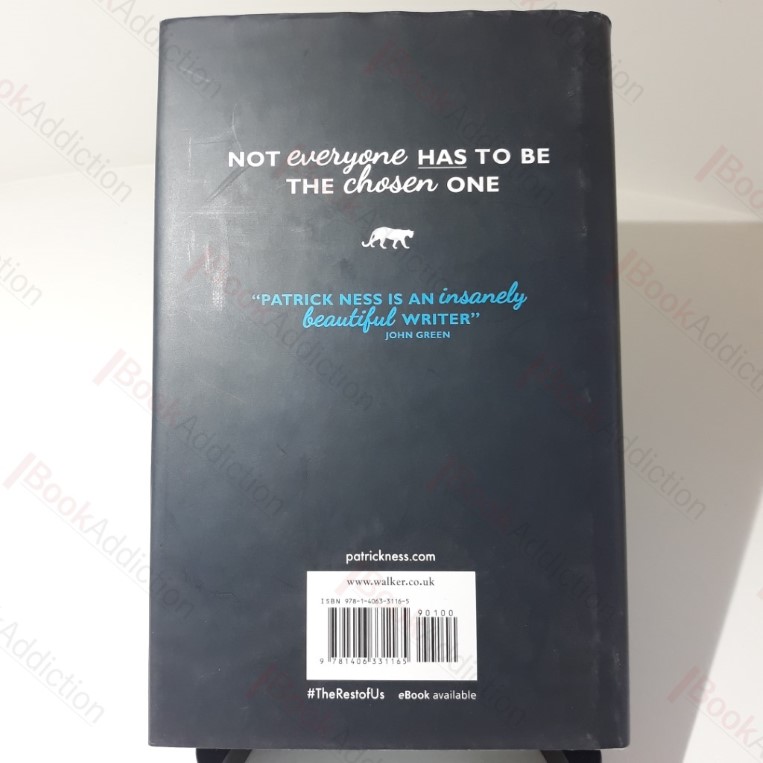 NOT everyone HAS TO BE
THE chosen ONE
“PATRICK NESS IS AN insanely
beautiful WRITER”
JOHN GREEN
patrickness.com
www.walker.co.uk
ISBN 978-1-4063-3116-5
90100
9 781406 331165
#TheRestofUs eBook available
BookAddiction